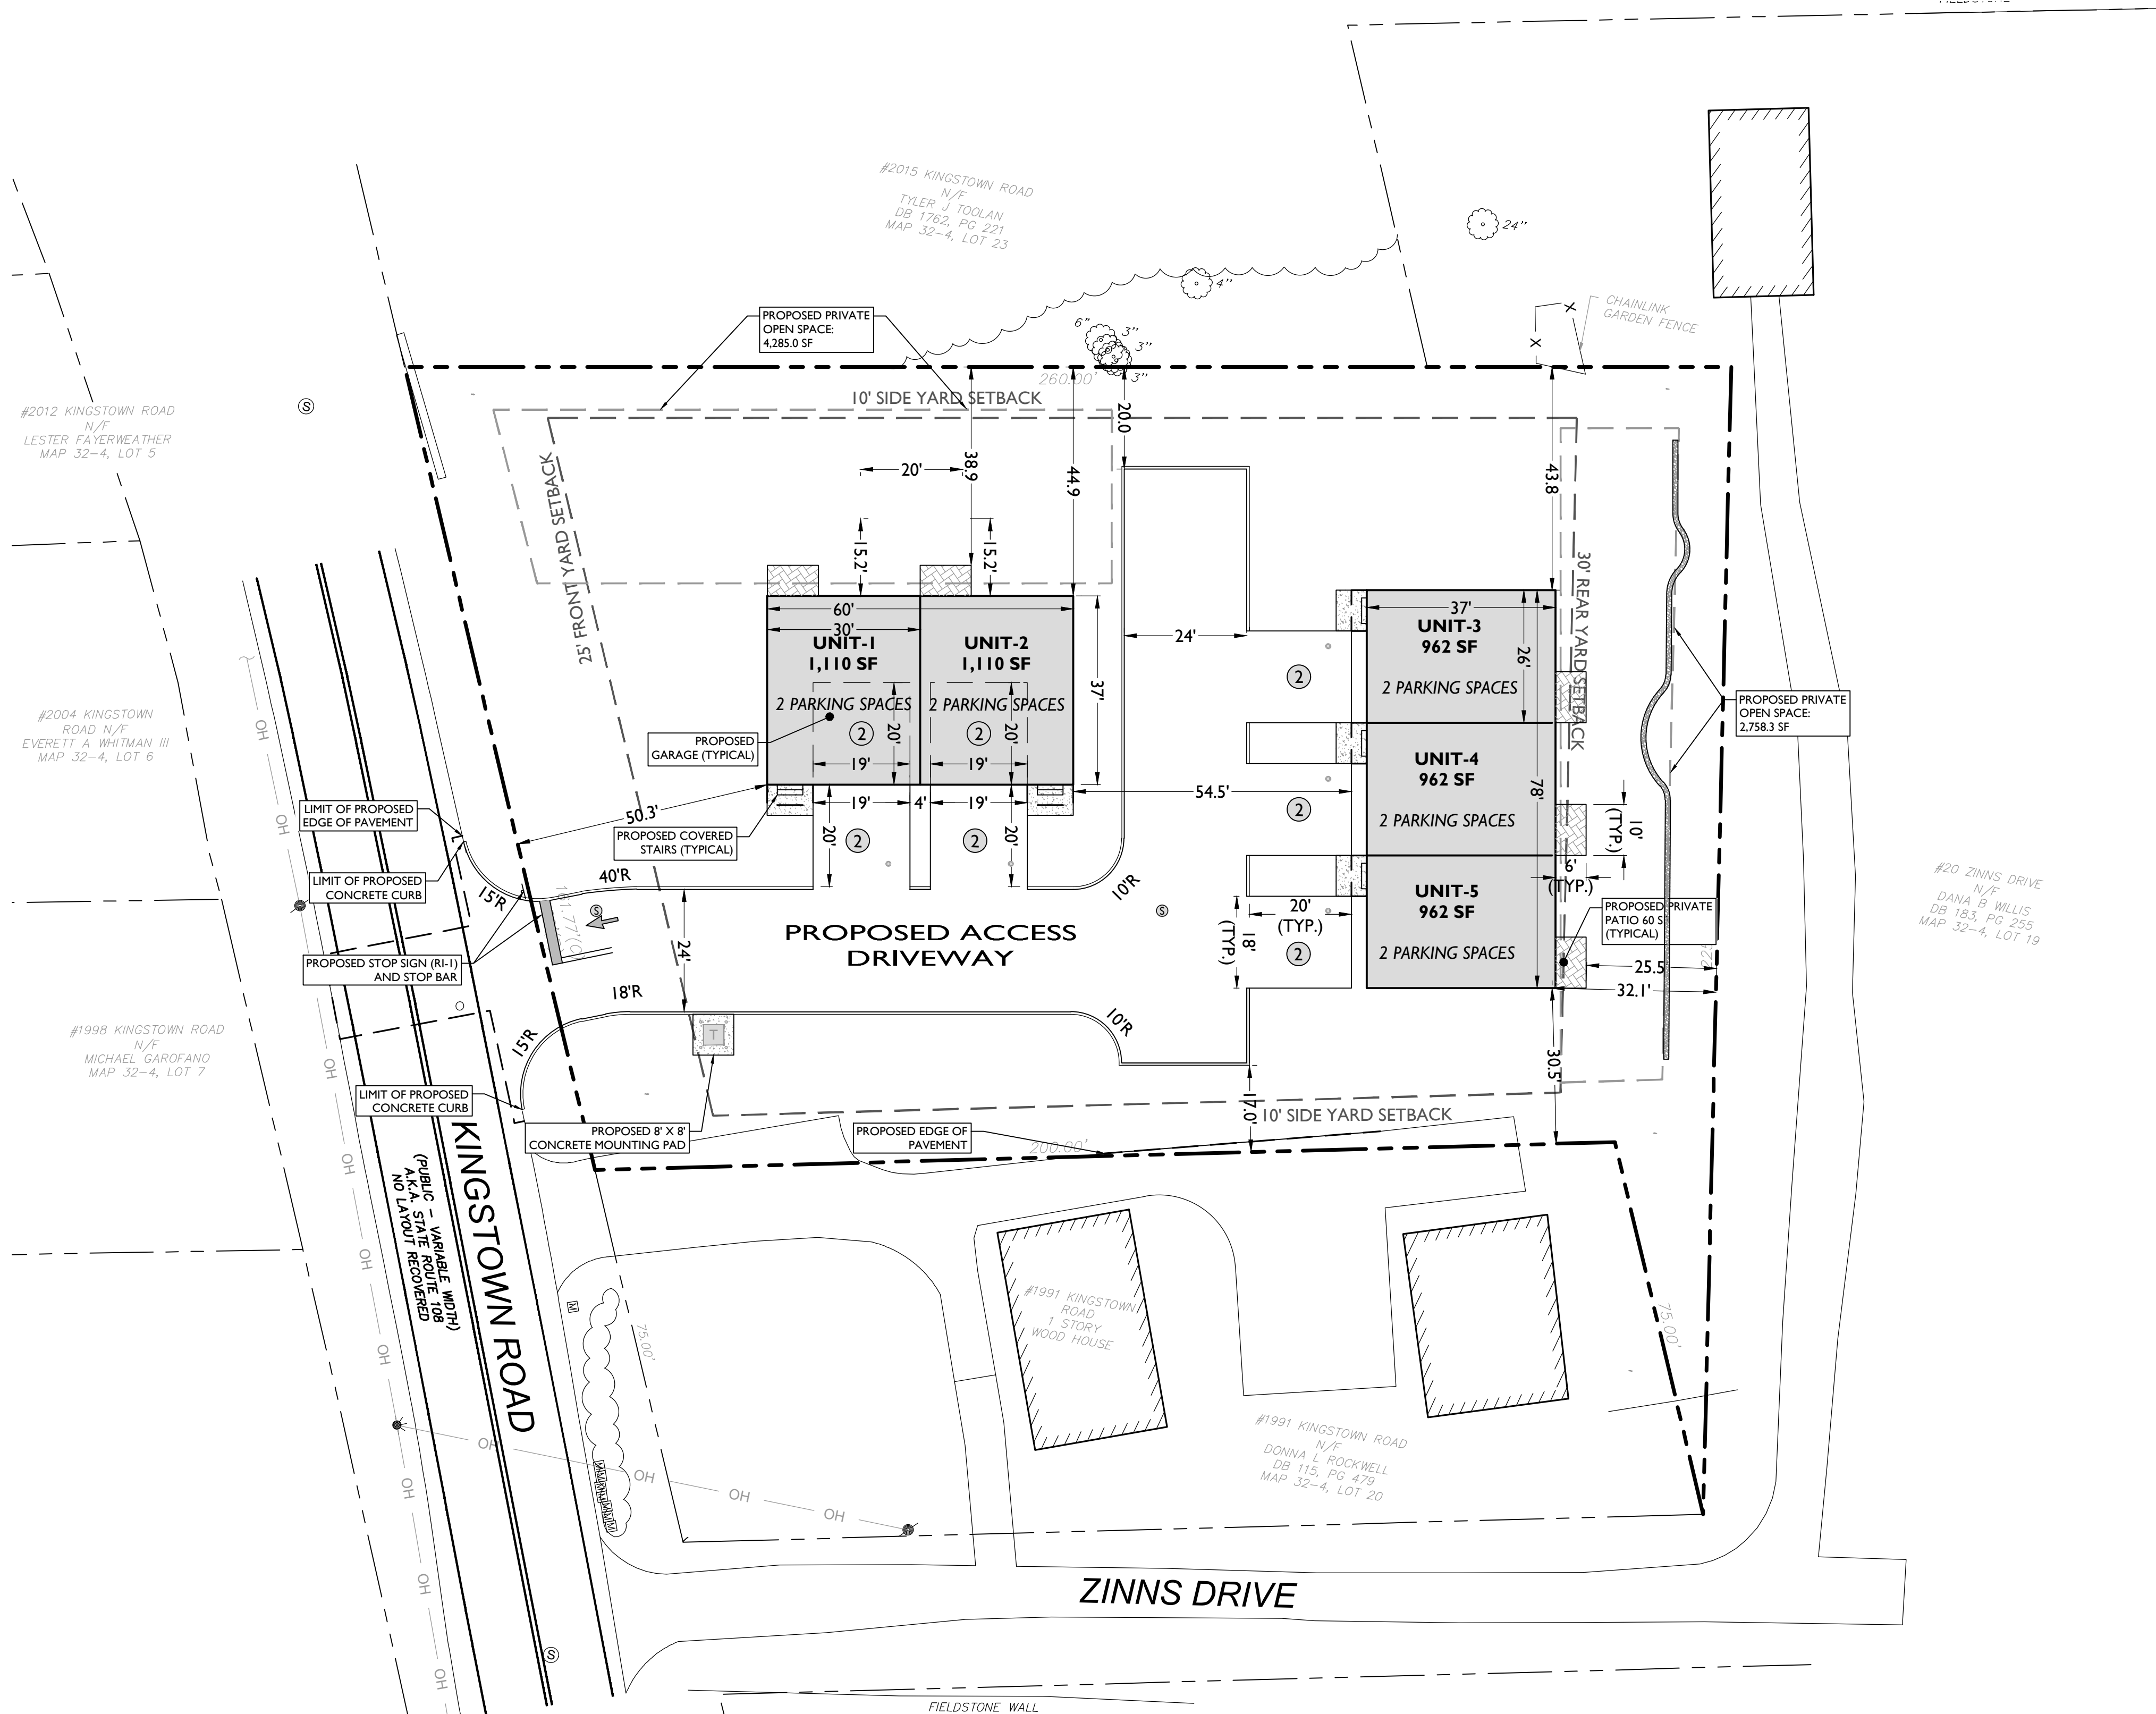 #2015 KINGSTOWN ROAD
N/F
TYLER J TOOLAN
DB 1762, PG 221
MAP 32-4, LOT 23
24"
4"
6"
3"
3"
3"
CHAINLINK
GARDEN FENCE
PROPOSED PRIVATE
OPEN SPACE:
4,285.0 SF
260.00'
10' SIDE YARD SETBACK
#2012 KINGSTOWN ROAD
N/F
LESTER FAYERWEATHER
MAP 32-4, LOT 5
S
25' FRONT YARD SETBACK
20'
38.9
44.9
20.0
43.8
15.2'
15.2'
30' REAR YARD SETBACK
60'
30'
UNIT-1
1,110 SF
2 PARKING SPACES
2
UNIT-2
1,110 SF
2 PARKING SPACES
2
37'
20'
20'
19'
19'
24'
37'
UNIT-3
962 SF
26'
2 PARKING SPACES
2
78'
UNIT-4
962 SF
2 PARKING SPACES
2
UNIT-5
962 SF
2 PARKING SPACES
2
PROPOSED PRIVATE
OPEN SPACE:
2,758.3 SF
#2004 KINGSTOWN
ROAD N/F
EVERETT A WHITMAN III
MAP 32-4, LOT 6
PROPOSED
GARAGE (TYPICAL)
54.5'
50.3'
19'
4'
19'
20'
20'
2
2
PROPOSED COVERED
STAIRS (TYPICAL)
10'
(TYP.)
6'
(TYP.)
LIMIT OF PROPOSED
EDGE OF PAVEMENT
LIMIT OF PROPOSED
CONCRETE CURB
15'R
40'R
10'R
20'
(TYP.)
18'
(TYP.)
PROPOSED PRIVATE
PATIO 60 S
(TYPICAL)
25.5
32.1'
#20 ZINNS DRIVE
N/F
DANA B WILLIS
DB 183, PG 255
MAP 32-4, LOT 19
S
S
PROPOSED ACCESS
DRIVEWAY
24'
PROPOSED STOP SIGN (R1-1)
AND STOP BAR
18'R
15'R
10'R
T
30.5'
17.0'
#1998 KINGSTOWN ROAD
N/F
MICHAEL GAROFANO
MAP 32-4, LOT 7
LIMIT OF PROPOSED
CONCRETE CURB
PROPOSED 8' X 8'
CONCRETE MOUNTING PAD
PROPOSED EDGE OF
PAVEMENT
10' SIDE YARD SETBACK
200.00'
KINGSTOWN ROAD
(PUBLIC - VARIABLE WIDTH)
A.K.A. STATE ROUTE 108
NO LAYOUT RECOVERED
OH
OH
OH
OH
OH
OH
OH
OH
OH
OH
OH
OH
OH
M
75.00'
75.00'
#1991 KINGSTOWN
ROAD
1 STORY
WOOD HOUSE
#1991 KINGSTOWN ROAD
N/F
DONNA L ROCKWELL
DB 115, PG 479
MAP 32-4, LOT 20
ZINNS DRIVE
S
FIELDSTONE WALL